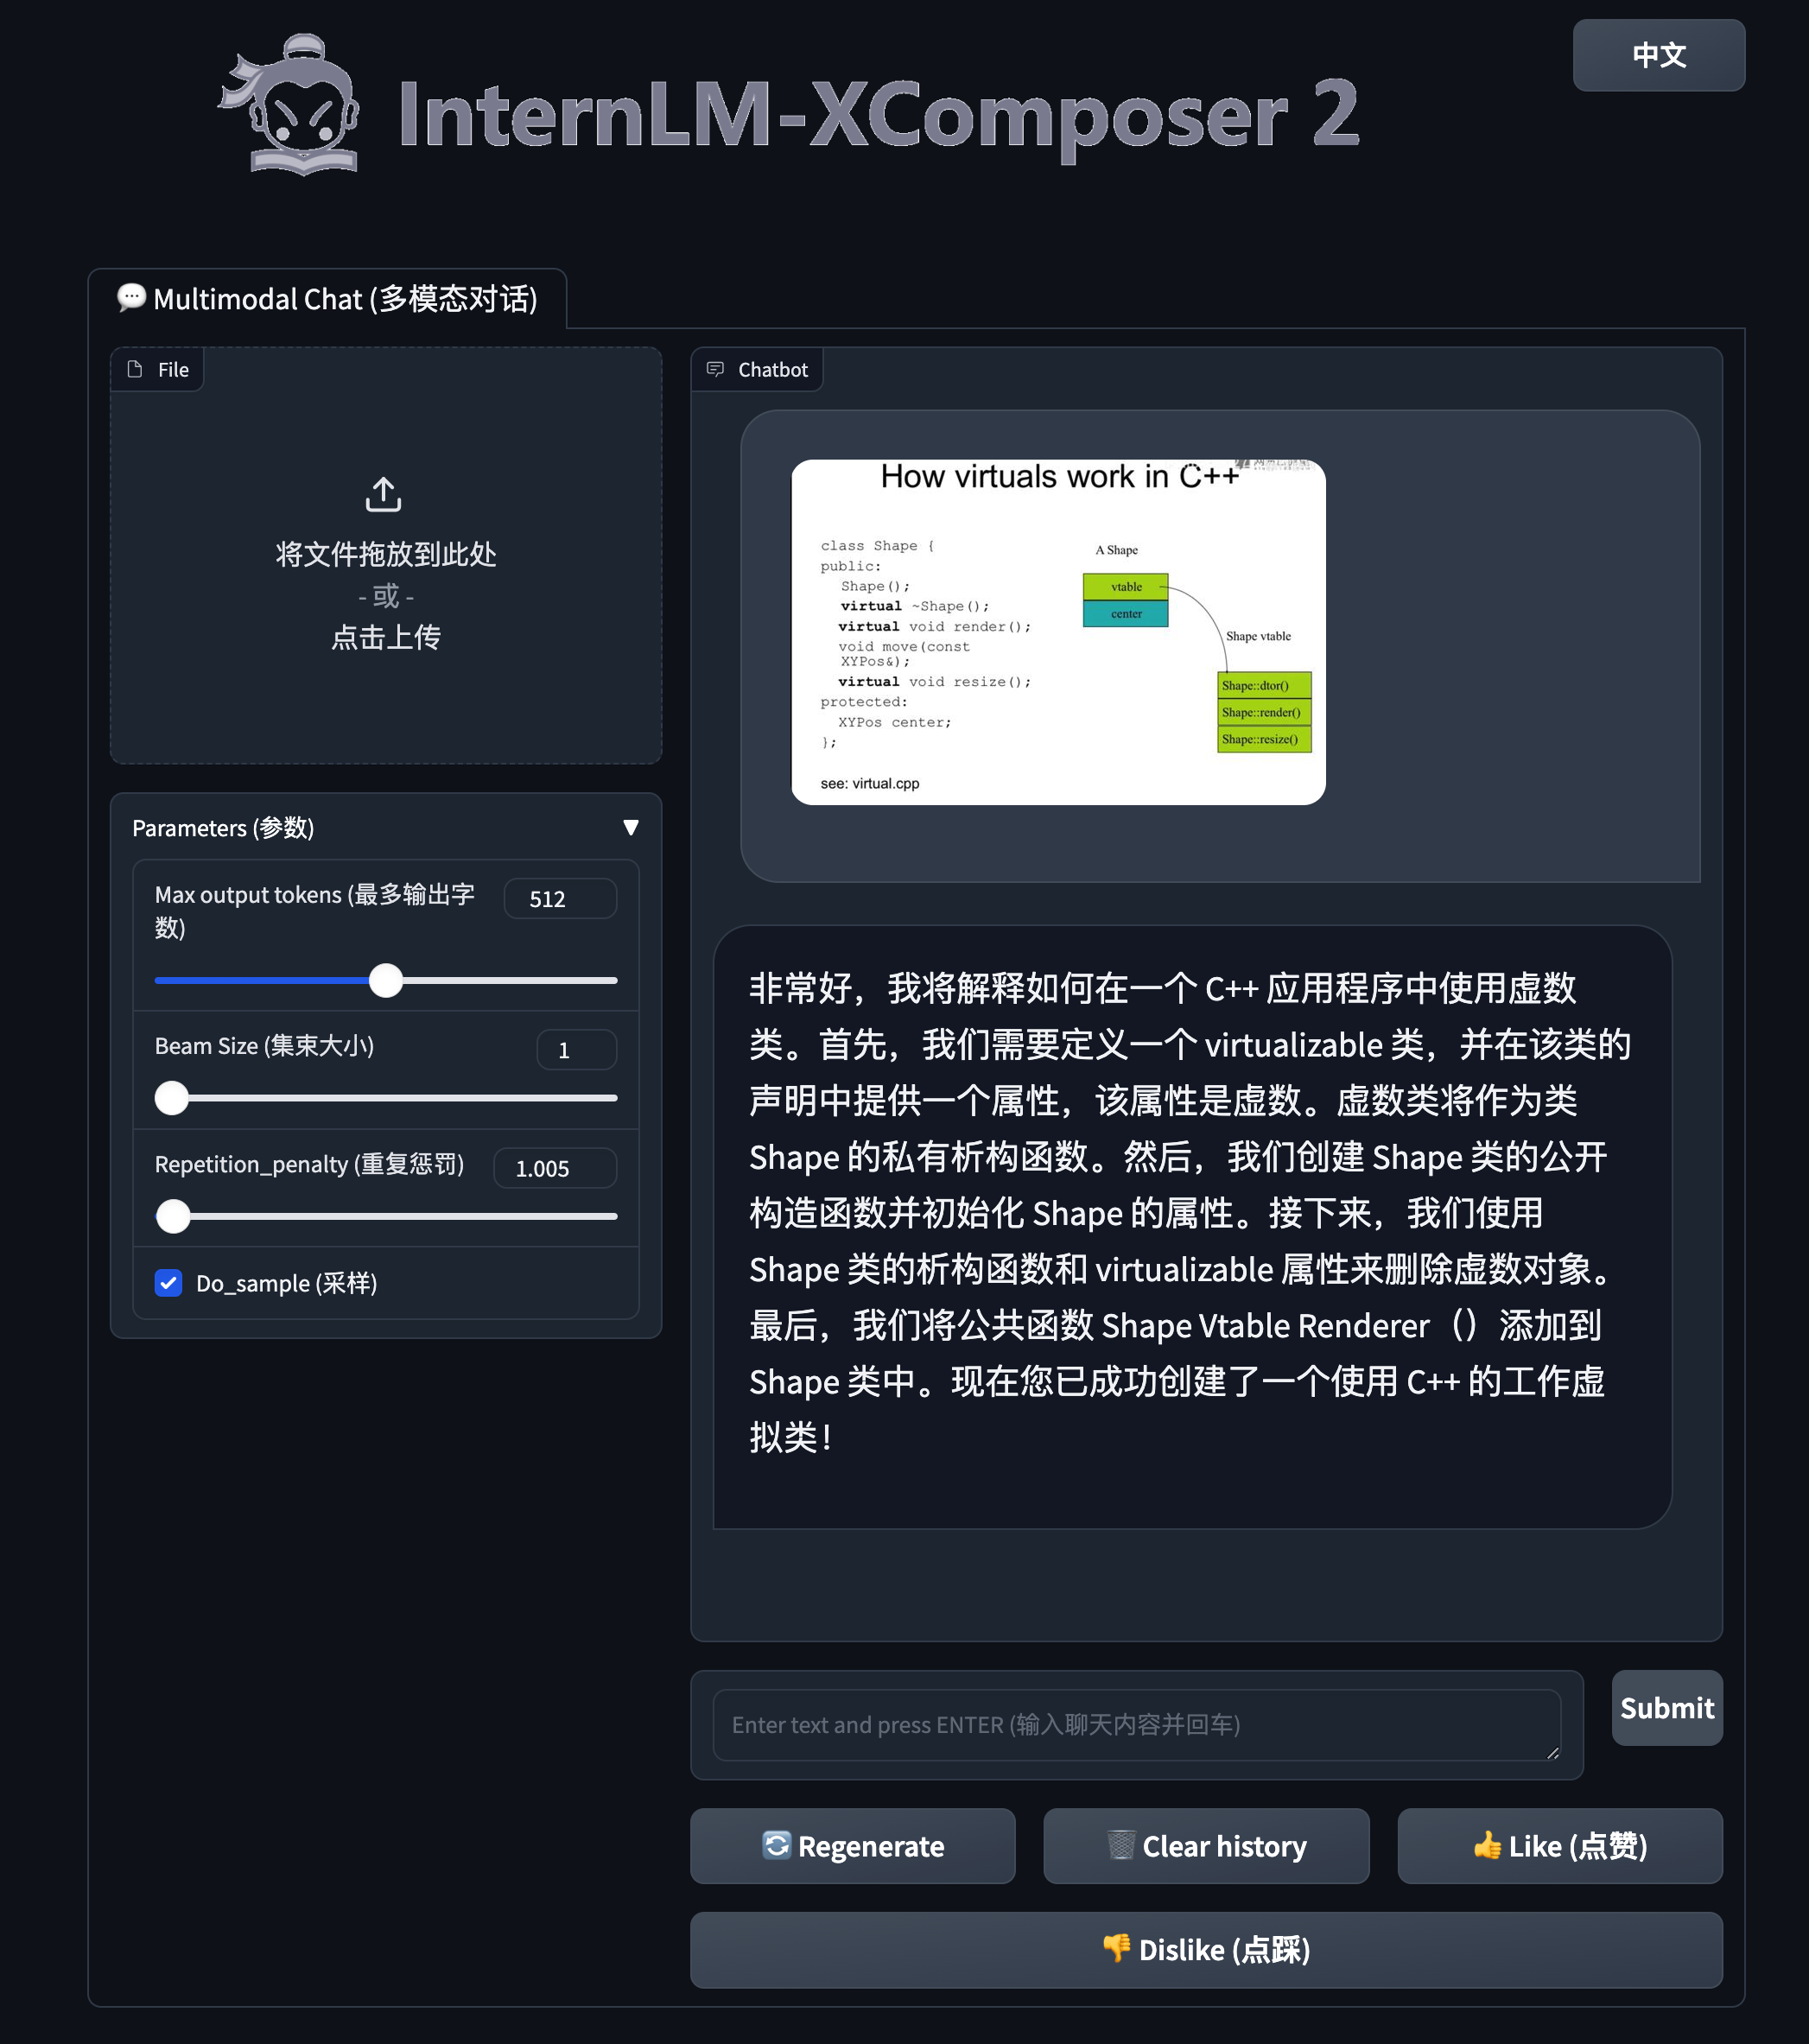 InternLM-XComposer 2
中文
💬 Multimodal Chat (多模态对话)
File
将文件拖放到此处
- 或 -
点击上传
Parameters (参数)
▼
Max output tokens (最多输出字
数)
512
Beam Size (集束大小)
1
Repetition_penalty (重复惩罚)
1.005
Do_sample (采样)
Chatbot
How virtuals work in C++
class Shape {
public:
Shape();
virtual ~Shape();
virtual void render();
void move(const
XYPos&);
virtual void resize();
protected:
XYPos center;
};
see: virtual.cpp
A Shape
vtable
center
Shape vtable
Shape::dtor()
Shape::render()
Shape::resize()
非常好，我将解释如何在一个 C++ 应用程序中使用虚数
类。首先，我们需要定义一个 virtualizable 类，并在该类的
声明中提供一个属性，该属性是虚数。虚数类将作为类
Shape 的私有析构函数。然后，我们创建 Shape 类的公开
构造函数并初始化 Shape 的属性。接下来，我们使用
Shape 类的析构函数和 virtualizable 属性来删除虚数对象。
最后，我们将公共函数 Shape Vtable Renderer（）添加到
Shape 类中。现在您已成功创建了一个使用 C++ 的工作虚
拟类！
Enter text and press ENTER (输入聊天内容并回车)
Submit
🔄 Regenerate
🗑️ Clear history
👍 Like (点赞)
👎 Dislike (点踩)